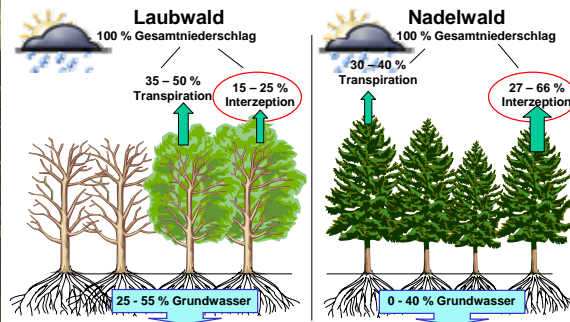 Laubwald
100 % Gesamtniederschlag
35 – 50 %
Transpiration
15 – 25 %
Interzeption
25 - 55 % Grundwasser
Nadelwald
100 % Gesamtniederschlag
30 – 40 %
Transpiration
27 – 66 %
Interzeption
0 - 40 % Grundwasser